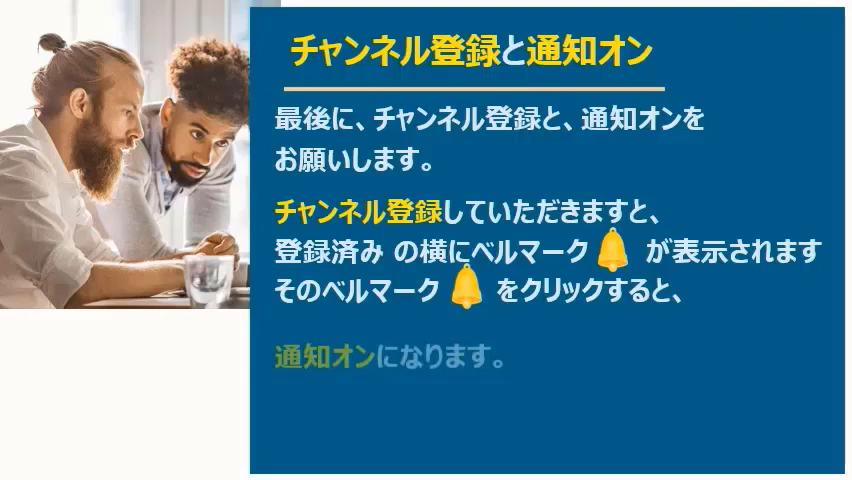 チャンネル登録と通知オン
最後に、チャンネル登録と、通知オンを
お願いします。
チャンネル登録していただきますと、
登録済み の横にベルマーク🔔が表示されます
そのベルマーク🔔をクリックすると、
通知オンになります。